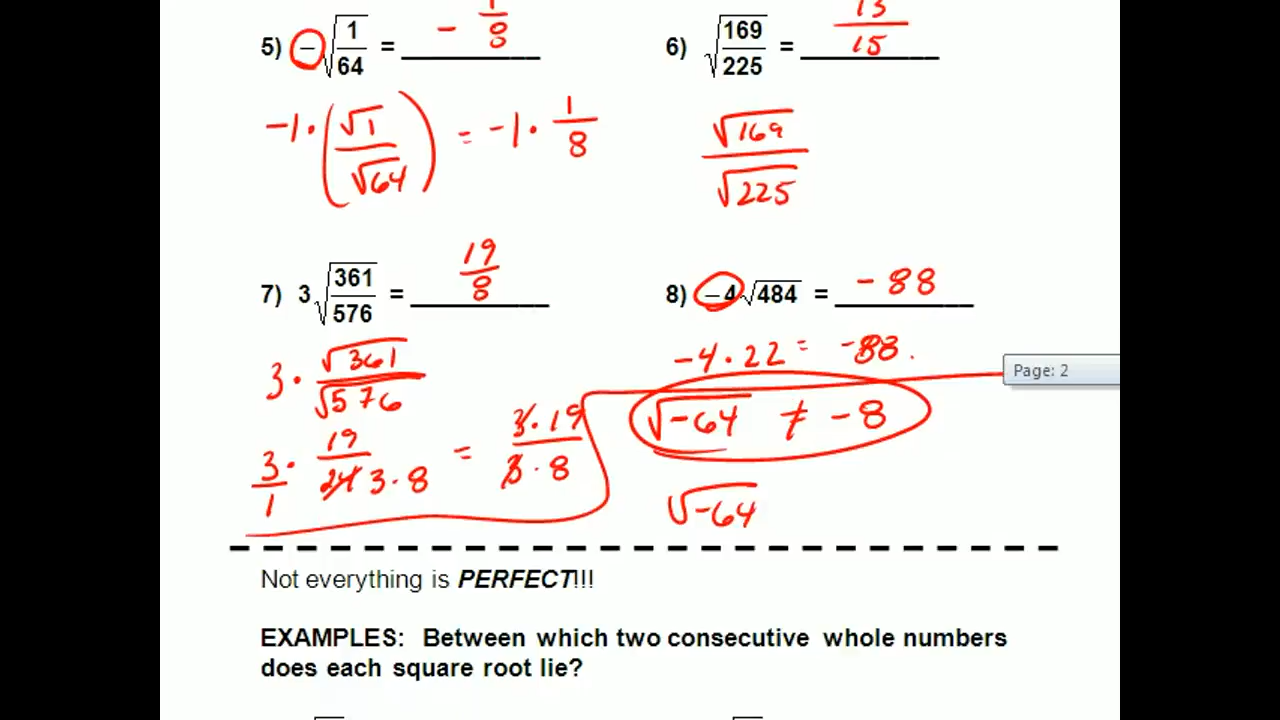 5) −√(1/64) = - 1/8
-1 · (√1/√64) = -1 · 1/8
6) √(169/225) = 13/15
√169/√225
7) 3√(361/576) = 19/8
3 · √361/√576
3/1 · 19/24 3·8 = 3·19/3·8
8) −4√484 = -88
-4 · 22 = -88.
√-64 ≠ -8
√-64
Page: 2
Not everything is PERFECT!!!
EXAMPLES: Between which two consecutive whole numbers
does each square root lie?